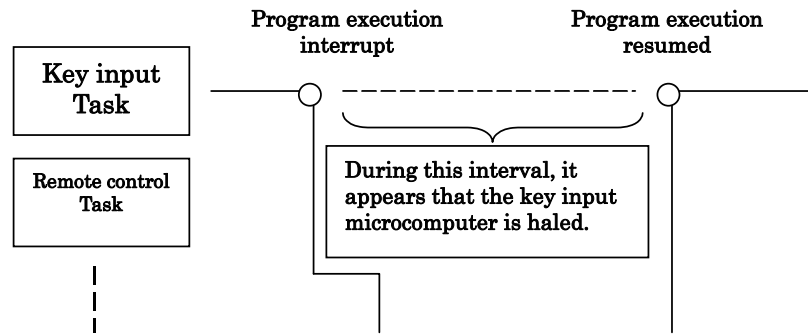 Program execution
interrupt
Program execution
resumed
Key input
Task
Remote control
Task
During this interval, it
appears that the key input
microcomputer is haled.